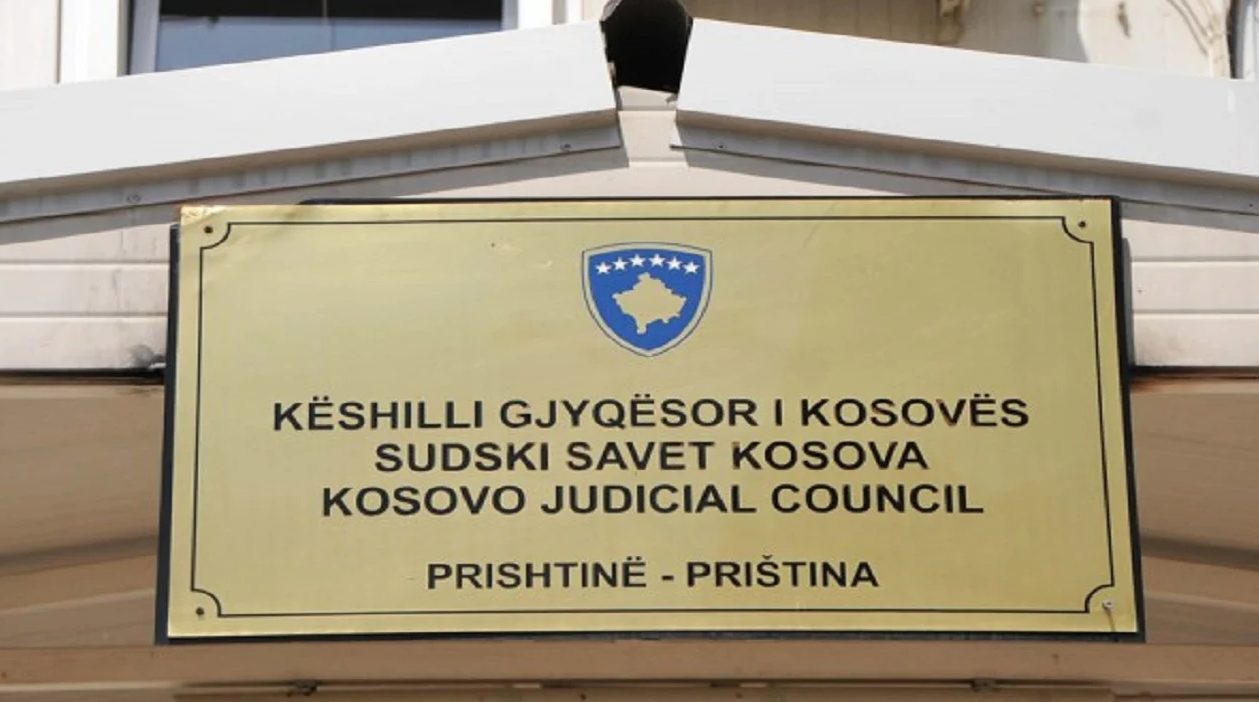 KËSHILLI GJYQËSOR I KOSOVËS
SUDSKI SAVET KOSOVA
KOSOVO JUDICIAL COUNCIL
PRISHTINË - PRIŠTINA